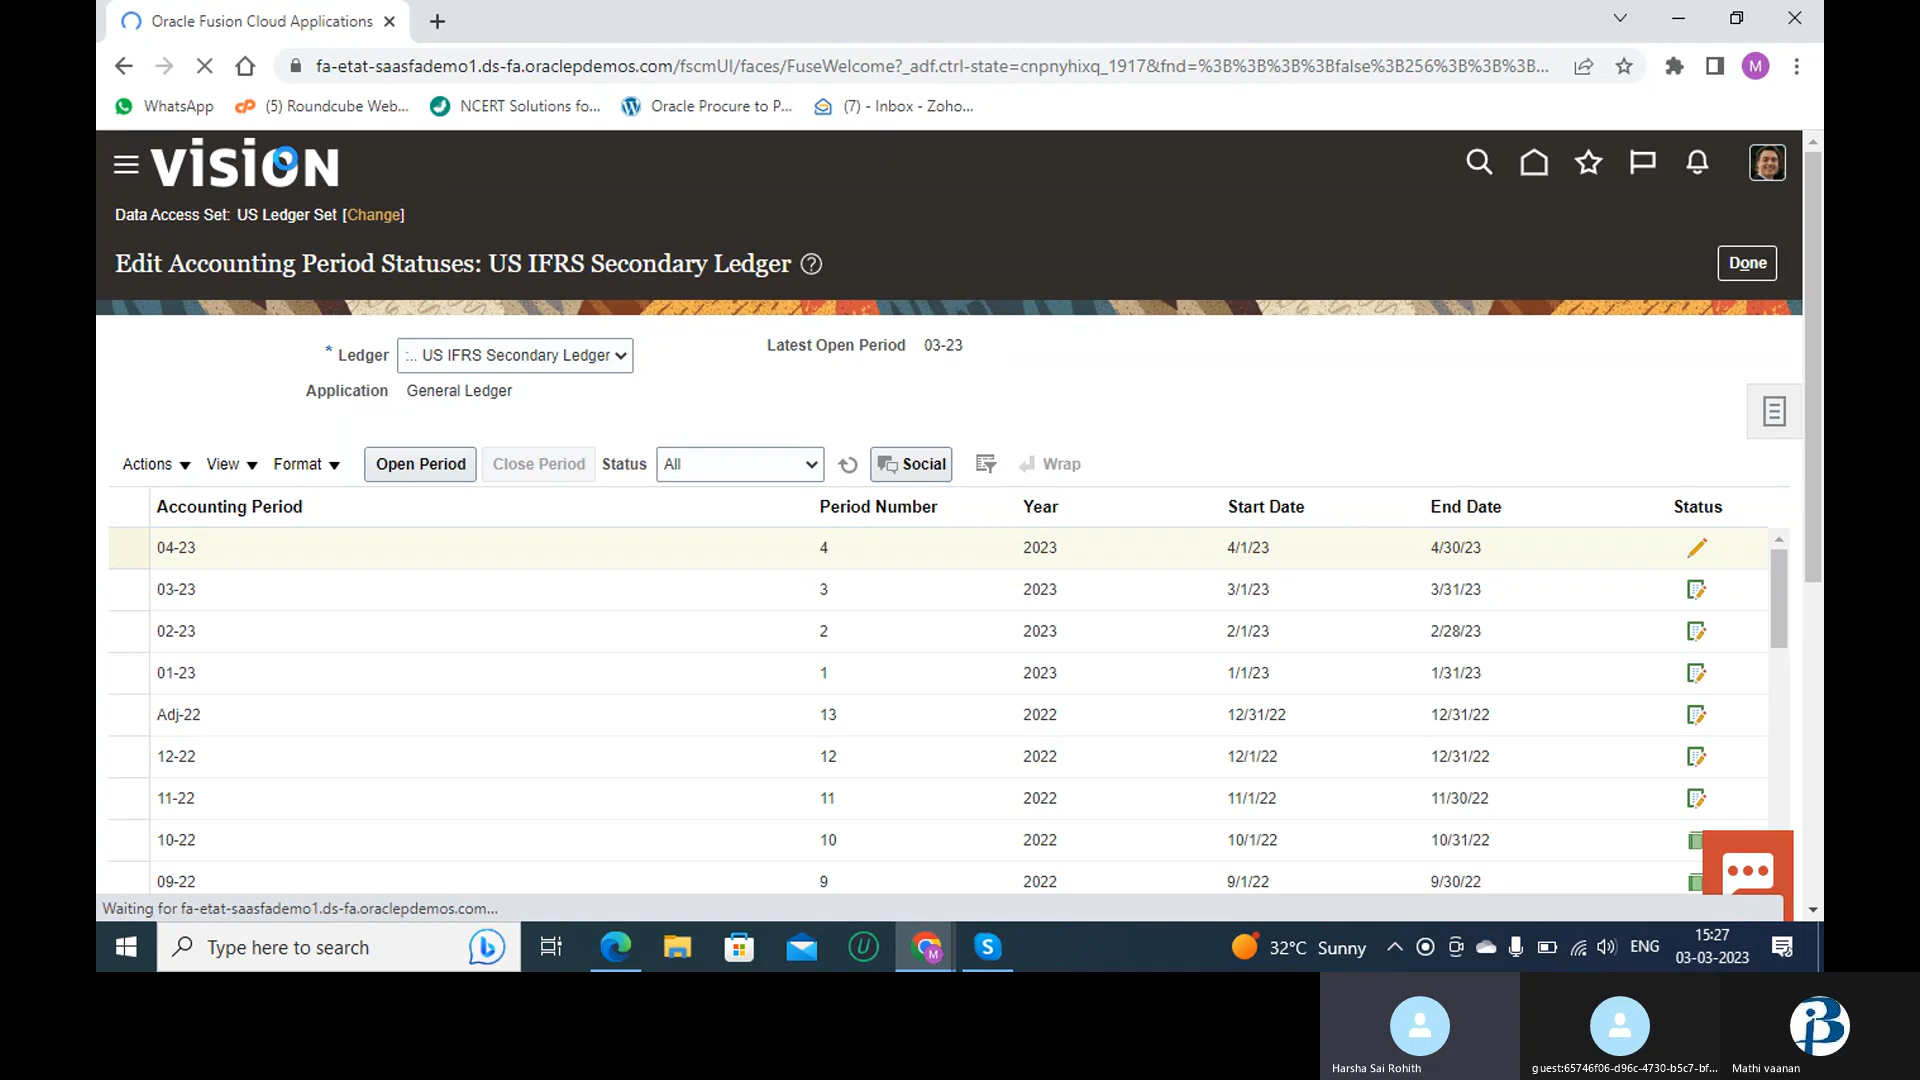 Oracle Fusion Cloud Applications
fa-etat-saasfademo1.ds-fa.oraclepdemos.com/fscmUI/faces/FuseWelcome?_adf.ctrl-state=cnpnyhixq_1917&fnd=%3B%3B%3B%3Bfalse%3B256%3B%3B%3B...
M
WhatsApp (5) Roundcube Web... NCERT Solutions fo... Oracle Procure to P... (7) - Inbox - Zoho...
VISION
Data Access Set: US Ledger Set [Change]
Edit Accounting Period Statuses: US IFRS Secondary Ledger
Done
* Ledger :.. US IFRS Secondary Ledger Latest Open Period 03-23
Application General Ledger
Actions View Format Open Period Close Period Status All Social Wrap
Accounting Period Period Number Year Start Date End Date Status
04-23 4 2023 4/1/23 4/30/23
03-23 3 2023 3/1/23 3/31/23
02-23 2 2023 2/1/23 2/28/23
01-23 1 2023 1/1/23 1/31/23
Adj-22 13 2022 12/31/22 12/31/22
12-22 12 2022 12/1/22 12/31/22
11-22 11 2022 11/1/22 11/30/22
10-22 10 2022 10/1/22 10/31/22
09-22 9 2022 9/1/22 9/30/22
Waiting for fa-etat-saasfademo1.ds-fa.oraclepdemos.com...
Type here to search 32°C Sunny ENG 15:27
03-03-2023
Harsha Sai Rohith guest:65746f06-d96c-4730-b5c7-bf... Mathi vaanan